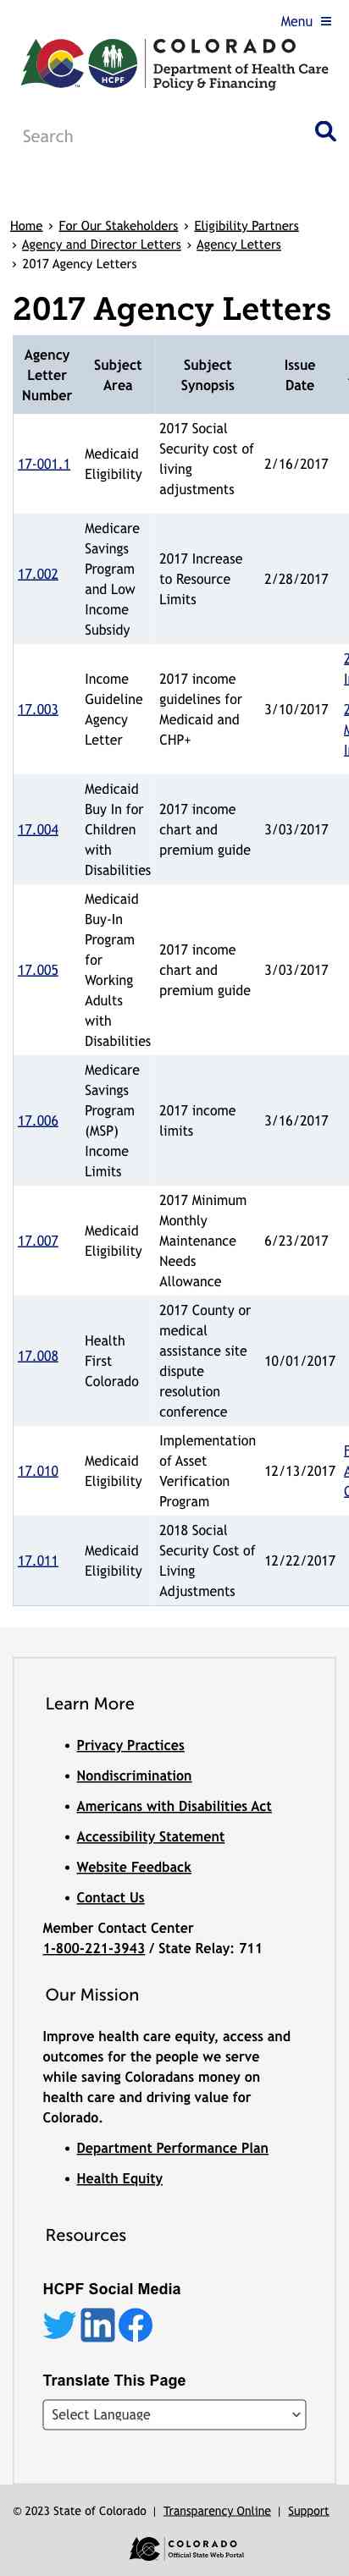 Menu
COLORADO
Department of Health Care
Policy & Financing
HCPF
Search
Home › For Our Stakeholders › Eligibility Partners
› Agency and Director Letters › Agency Letters
› 2017 Agency Letters
2017 Agency Letters
Agency Letter Number Subject Area Subject Synopsis Issue Date
17-001.1 Medicaid Eligibility 2017 Social Security cost of living adjustments 2/16/2017
17.002 Medicare Savings Program and Low Income Subsidy 2017 Increase to Resource Limits 2/28/2017
17.003 Income Guideline Agency Letter 2017 income guidelines for Medicaid and CHP+ 3/10/2017
17.004 Medicaid Buy In for Children with Disabilities 2017 income chart and premium guide 3/03/2017
17.005 Medicaid Buy-In Program for Working Adults with Disabilities 2017 income chart and premium guide 3/03/2017
17.006 Medicare Savings Program (MSP) Income Limits 2017 income limits 3/16/2017
17.007 Medicaid Eligibility 2017 Minimum Monthly Maintenance Needs Allowance 6/23/2017
17.008 Health First Colorado 2017 County or medical assistance site dispute resolution conference 10/01/2017
17.010 Medicaid Eligibility Implementation of Asset Verification Program 12/13/2017
17.011 Medicaid Eligibility 2018 Social Security Cost of Living Adjustments 12/22/2017
Learn More
• Privacy Practices
• Nondiscrimination
• Americans with Disabilities Act
• Accessibility Statement
• Website Feedback
• Contact Us
Member Contact Center
1-800-221-3943 / State Relay: 711
Our Mission
Improve health care equity, access and
outcomes for the people we serve
while saving Coloradans money on
health care and driving value for
Colorado.
• Department Performance Plan
• Health Equity
Resources
HCPF Social Media
Translate This Page
Select Language
© 2023 State of Colorado | Transparency Online | Support
COLORADO
Official State Web Portal